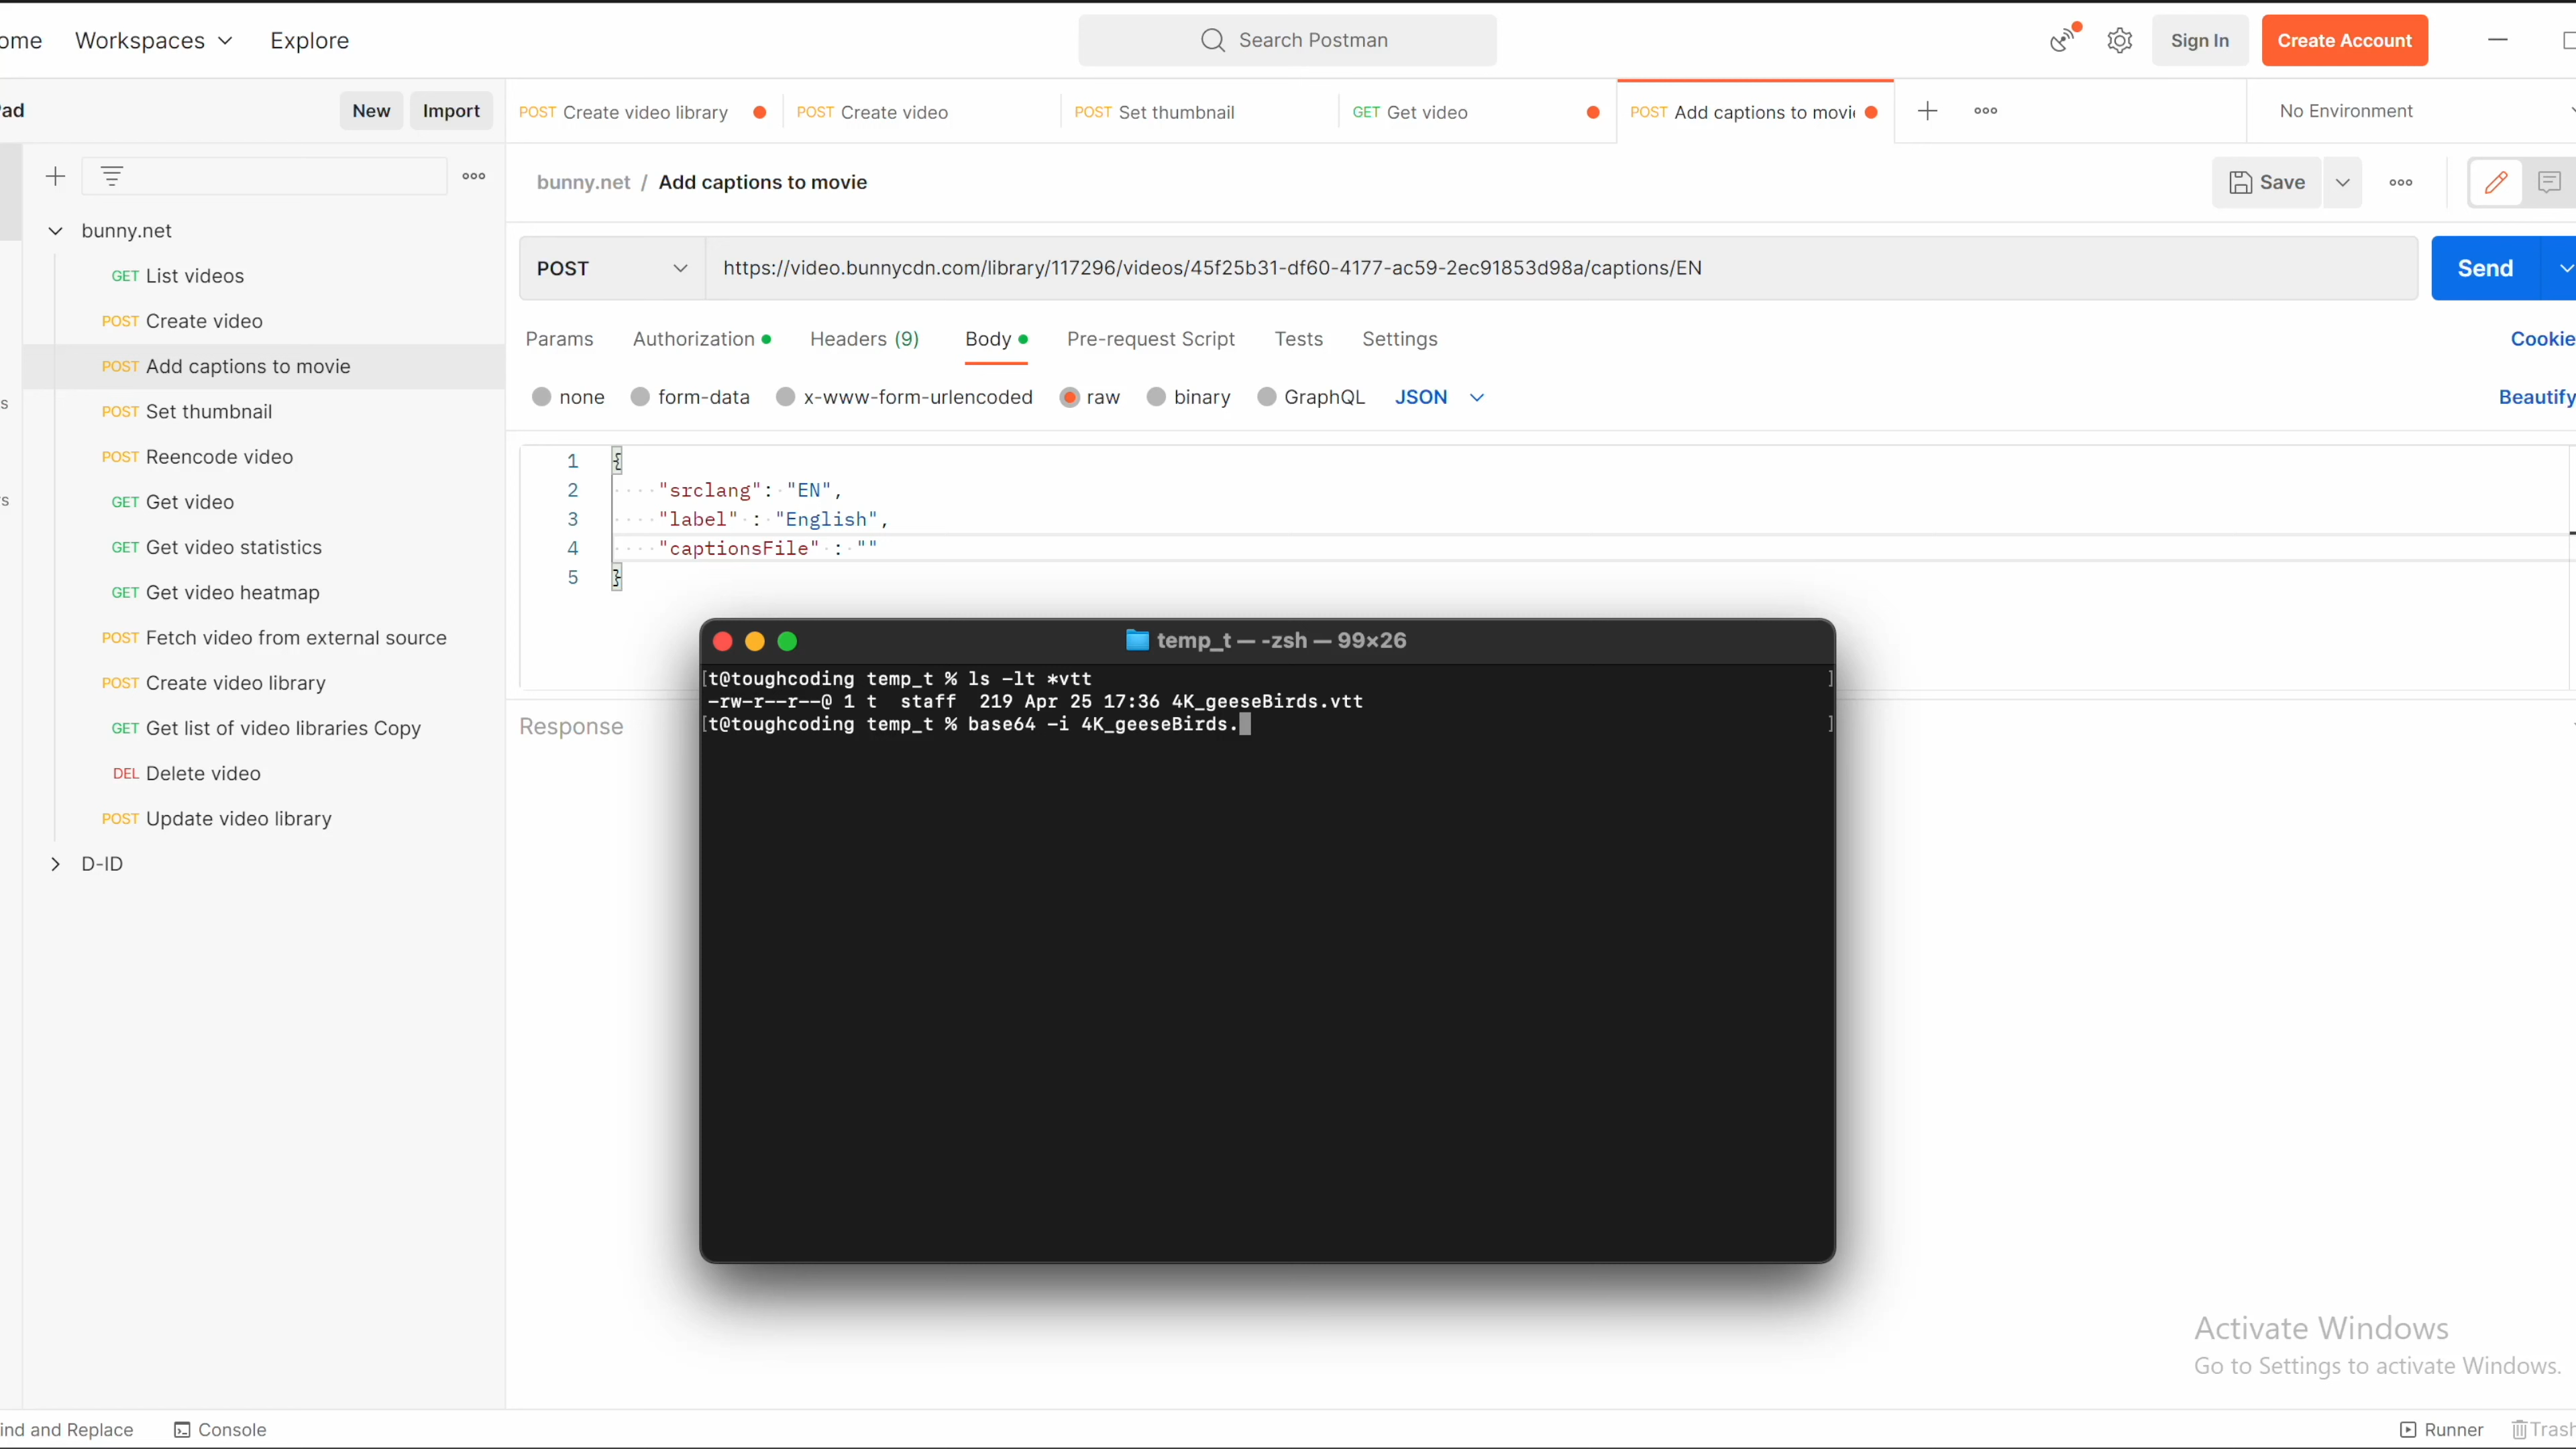 ome Workspaces Explore Search Postman Sign In Create Account
Pad New Import POST Create video library POST Create video POST Set thumbnail GET Get video POST Add captions to movie No Environment
bunny.net / Add captions to movie Save
bunny.net
GET List videos
POST Create video
POST Add captions to movie
POST Set thumbnail
POST Reencode video
GET Get video
GET Get video statistics
GET Get video heatmap
POST Fetch video from external source
POST Create video library
GET Get list of video libraries Copy
DEL Delete video
POST Update video library
D-ID
POST https://video.bunnycdn.com/library/117296/videos/45f25b31-df60-4177-ac59-2ec91853d98a/captions/EN Send
Params Authorization Headers (9) Body Pre-request Script Tests Settings Cookie
none form-data x-www-form-urlencoded raw binary GraphQL JSON Beautify
1 {
2 "srclang": "EN",
3 "label" : "English",
4 "captionsFile" : ""
5 }
Response
temp_t — -zsh — 99×26
[t@toughcoding temp_t % ls -lt *vtt ]
-rw-r--r--@ 1 t staff 219 Apr 25 17:36 4K_geeseBirds.vtt
[t@toughcoding temp_t % base64 -i 4K_geeseBirds. ]
Activate Windows
Go to Settings to activate Windows.
ind and Replace Console Runner Trash